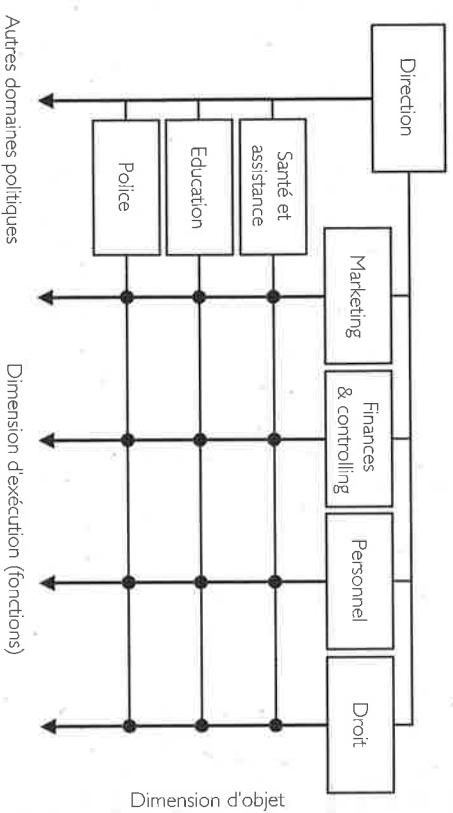 Direction
Marketing
Finances
& controlling
Personnel
Droit
Santé et
assistance
Education
Police
Dimension d'objet
Autres domaines politiques
Dimension d'exécution (fonctions)